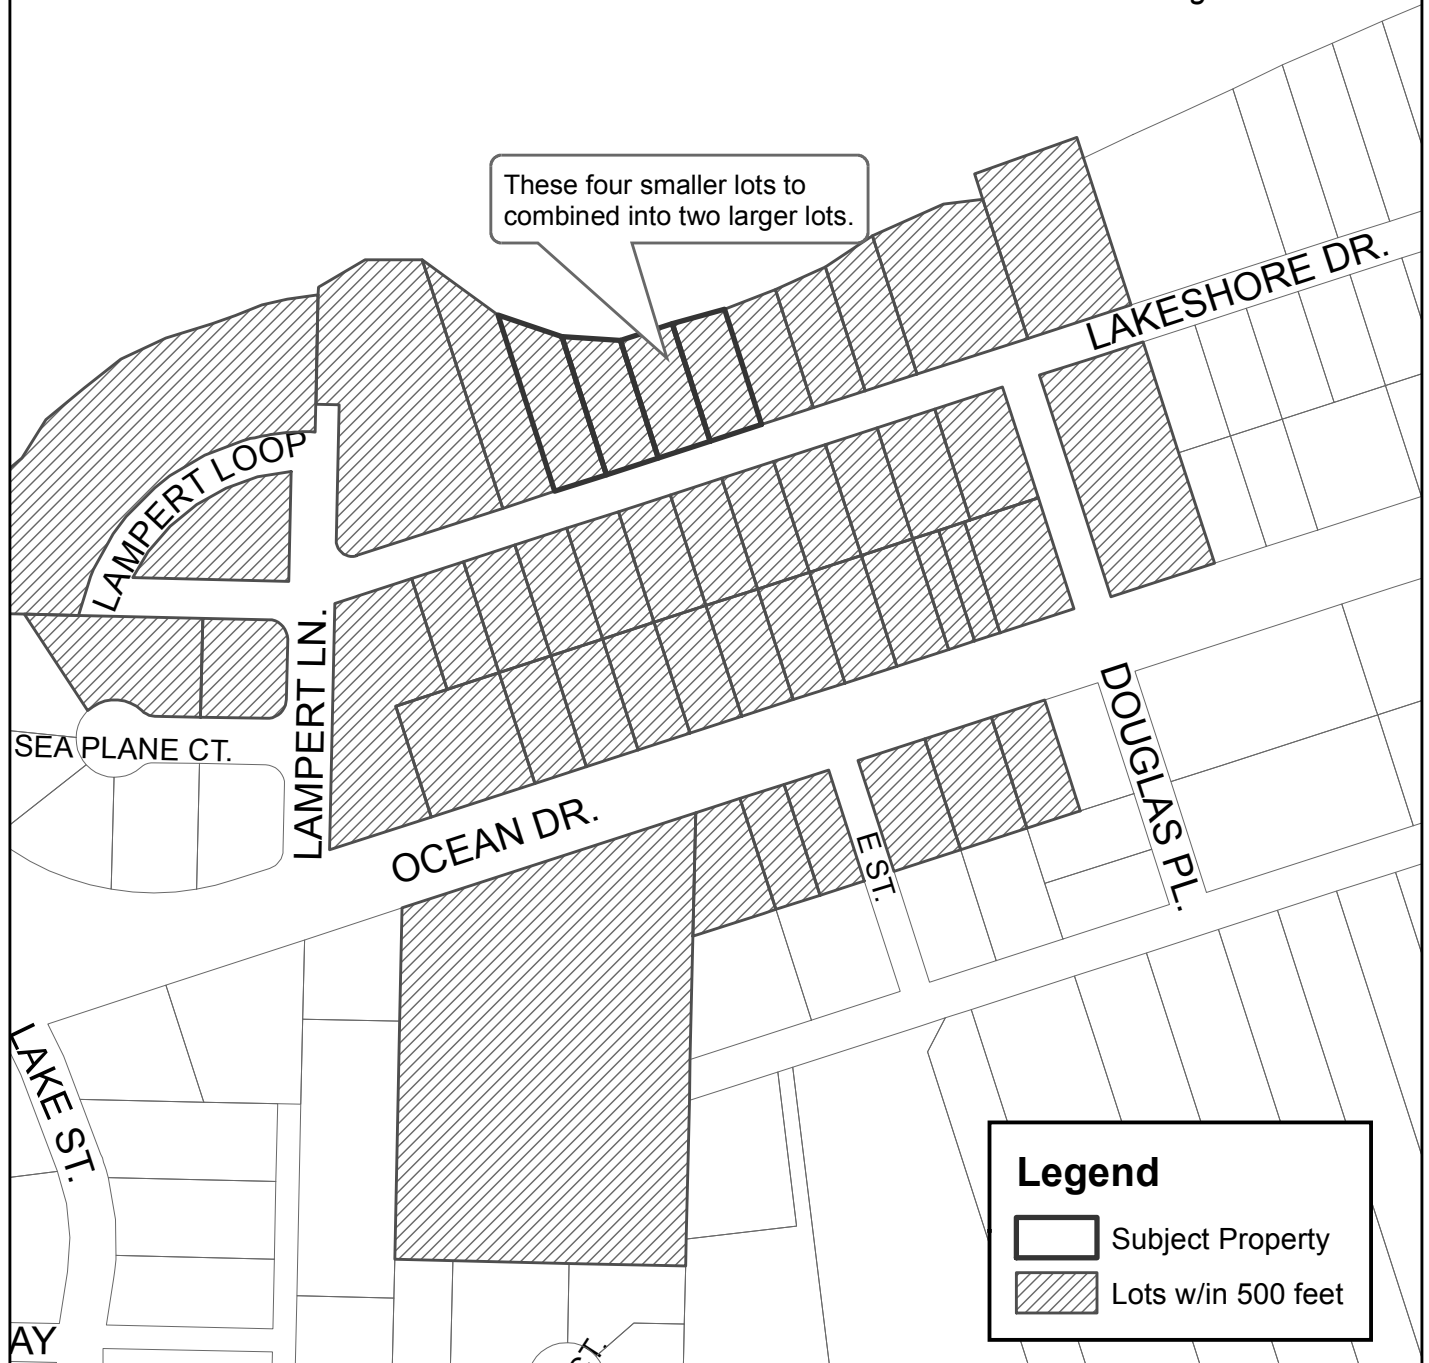 These four smaller lots to
combined into two larger lots.
LAKESHORE DR.
LAMPERT LOOP
LAMPERT LN.
SEA PLANE CT.
OCEAN DR.
DOUGLAS PL.
E ST.
LAKE ST.
Legend
Subject Property
Lots w/in 500 feet
AY